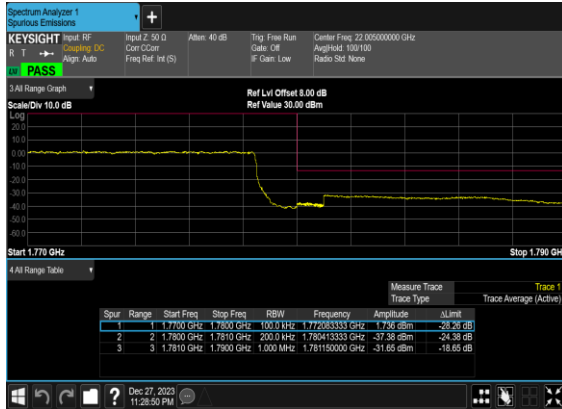 Spectrum Analyzer 1
Spurious Emissions
KEYSIGHT
R T
LW
PASS
Input: RF
Coupling: DC
Align: Auto
Input Z: 50 Ω
Corr CCorr
Freq Ref: Int (S)
Atten: 40 dB
Trig: Free Run
Gate: Off
IF Gain: Low
Center Freq: 22.005000000 GHz
Avg|Hold: 100/100
Radio Std: None
3 All Range Graph
Scale/Div 10.0 dB
Ref Lvl Offset 8.00 dB
Ref Value 30.00 dBm
Log
20.0
10.0
0.00
-10.0
-20.0
-30.0
-40.0
-50.0
-60.0
Start 1.770 GHz
Stop 1.790 GH
4 All Range Table
Measure Trace Trace 1
Trace Type Trace Average (Active)
Spur Range Start Freq Stop Freq RBW Frequency Amplitude ΔLimit
1 1 1.7700 GHz 1.7800 GHz 100.0 kHz 1.772083333 GHz 1.736 dBm -28.26 dB
2 2 1.7800 GHz 1.7810 GHz 200.0 kHz 1.780413333 GHz -37.38 dBm -24.38 dB
3 3 1.7810 GHz 1.7900 GHz 1.000 MHz 1.781150000 GHz -31.65 dBm -18.65 dB
?
Dec 27, 2023
11:28:50 PM